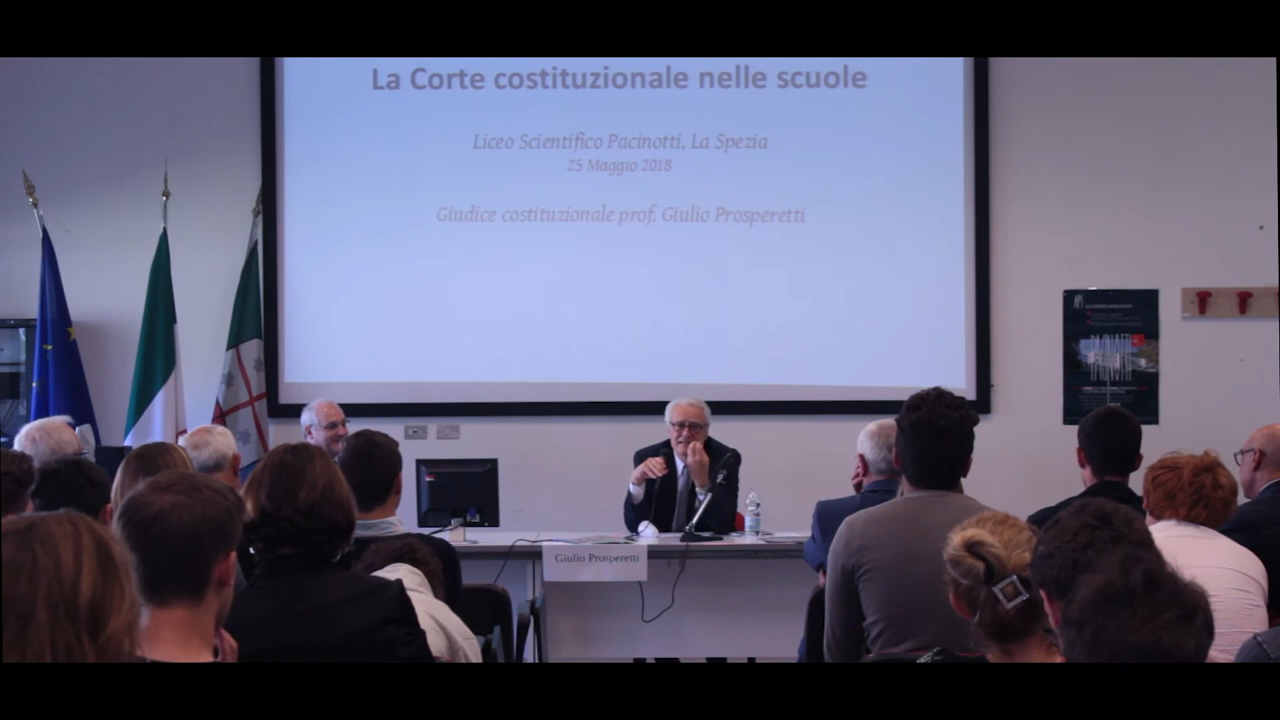 La Corte costituzionale nelle scuole
Liceo Scientifico Pacinotti, La Spezia
25 Maggio 2018
Giudice costituzionale prof. Giulio Prosperetti
Giulio Prosperetti
PACINOTTI